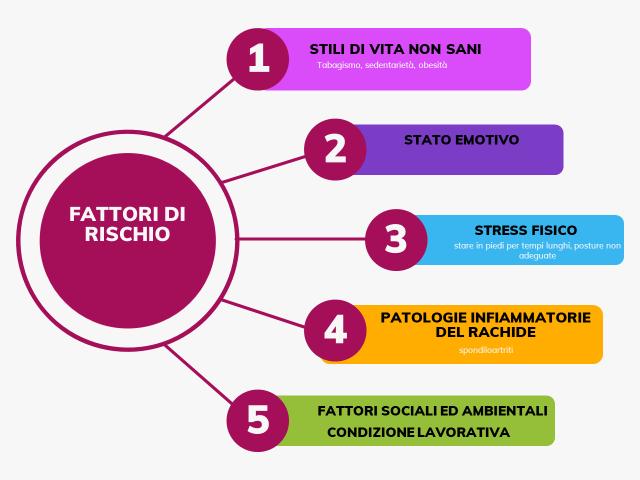 FATTORI DI
RISCHIO
1
STILI DI VITA NON SANI
Tabagismo, sedentarietà, obesità
2
STATO EMOTIVO
3
STRESS FISICO
stare in piedi per tempi lunghi, posture non
adeguate
4
PATOLOGIE INFIAMMATORIE
DEL RACHIDE
spondiloartriti
5
FATTORI SOCIALI ED AMBIENTALI
CONDIZIONE LAVORATIVA